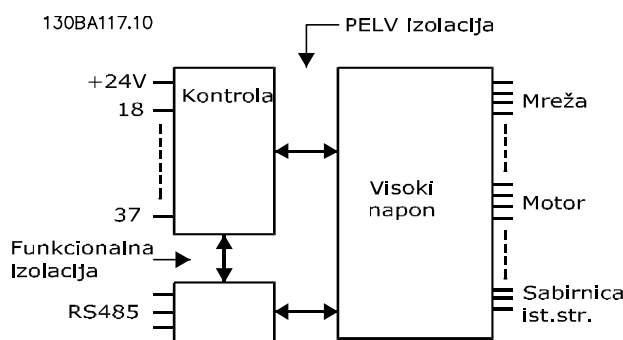 130BA117.10
PELV izolacija
+24V
18
37
Kontrola
Visoki
napon
Mreža
Motor
Sabirnica
ist.str.
Funkcionalna
izolacija
RS485